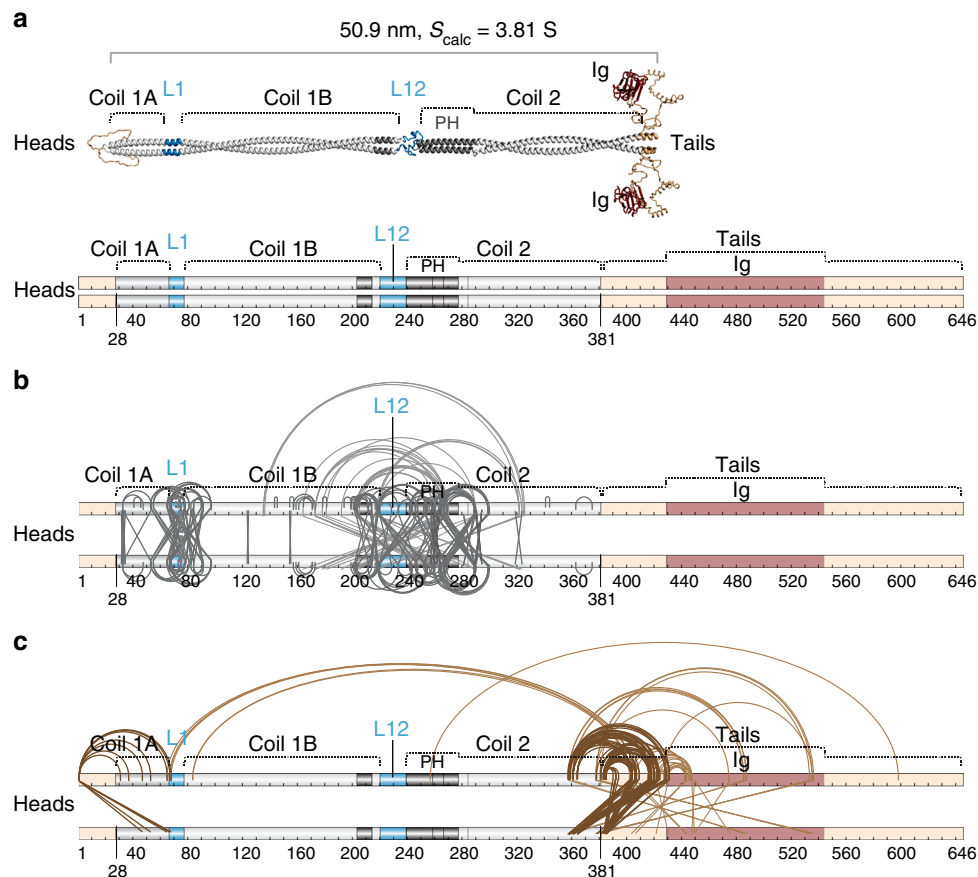 a
50.9 nm, Scalc = 3.81 S
Ig
L1
L12
Coil 1A
Coil 1B
Coil 2
PH
Heads
Tails
Ig
L12
Tails
Coil 1A
L1
Coil 1B
Coil 2
PH
Ig
Heads
1 40 80 120 160 200 240 280 320 360 400 440 480 520 560 600 646
28 381
b
L12
Tails
Coil 1A
L1
Coil 1B
Coil 2
PH
Ig
Heads
1 40 80 120 160 200 240 280 320 360 400 440 480 520 560 600 646
28 381
c
L12
Tails
Coil 1A
L1
Coil 1B
Coil 2
PH
Ig
Heads
1 40 80 120 160 200 240 280 320 360 400 440 480 520 560 600 646
28 381